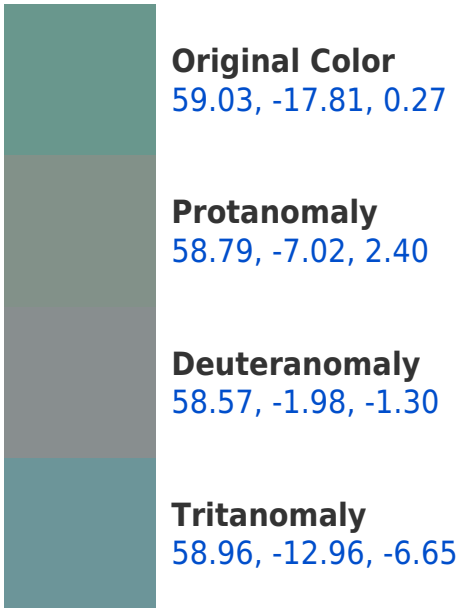 Original Color
59.03, -17.81, 0.27
Protanomaly
58.79, -7.02, 2.40
Deuteranomaly
58.57, -1.98, -1.30
Tritanomaly
58.96, -12.96, -6.65